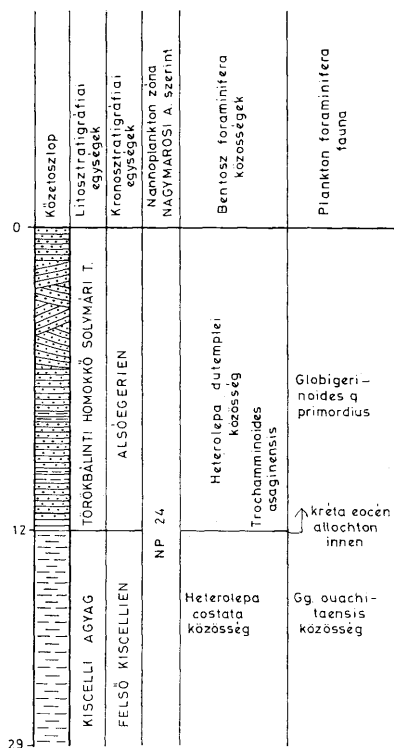 Kőzetoszlop
Litosztratigráfiai
egységek
Kronosztratigráfiai
egységek
Nannoplankton zóna
NAGYMAROSI A. szerint
Bentosz foraminifera
közösségek
Plankton foraminifera
fauna
0
TÖRÖKBÁLINTI HOMOKKŐ SOLYMÁRI T.
ALSÓEGERIEN
NP 24
Heterolepa dutemplei
közösség
Trochamminoides
asaginensis
Globigeri-
noides q
primordius
kréta eocén
allochton
innen
12
KISCELLI AGYAG
FELSŐ KISCELLIEN
Heterolepa
costata
közösség
Gg. ouachi-
taensis
közösség
29